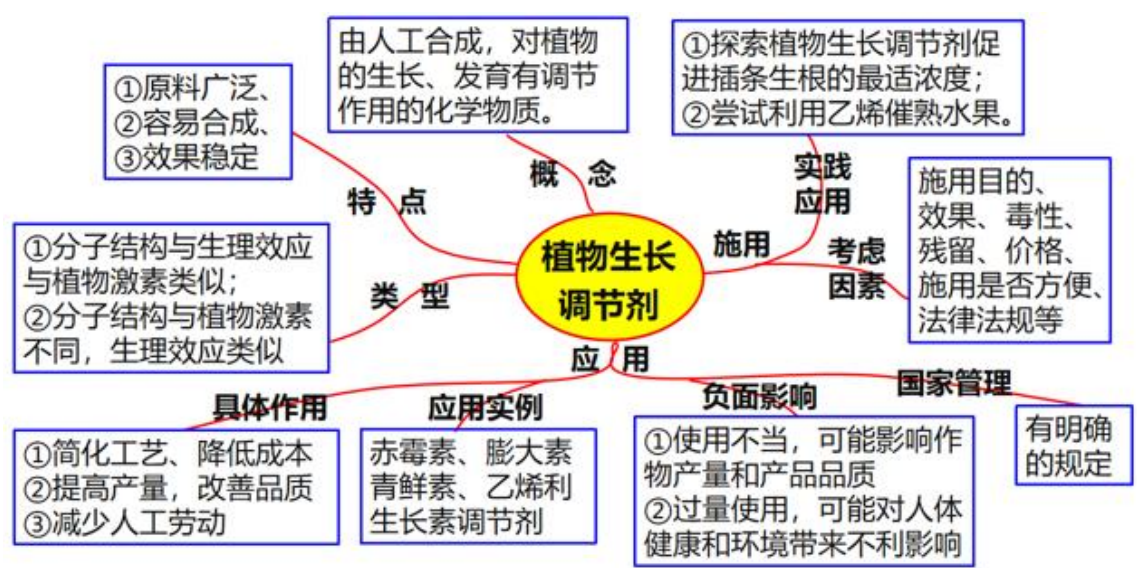 植物生长
调节剂
概 念
由人工合成，对植物
的生长、发育有调节
作用的化学物质。
特 点
①原料广泛、
②容易合成、
③效果稳定
类 型
①分子结构与生理效应
与植物激素类似；
②分子结构与植物激素
不同，生理效应类似
施用
实践
应用
①探索植物生长调节剂促
进插条生根的最适浓度；
②尝试利用乙烯催熟水果。
考虑
因素
施用目的、
效果、毒性、
残留、价格、
施用是否方便、
法律法规等
应 用
具体作用
①简化工艺、降低成本
②提高产量，改善品质
③减少人工劳动
应用实例
赤霉素、膨大素
青鲜素、乙烯利
生长素调节剂
负面影响
①使用不当，可能影响作
物产量和产品品质
②过量使用，可能对人体
健康和环境带来不利影响
国家管理
有明确
的规定